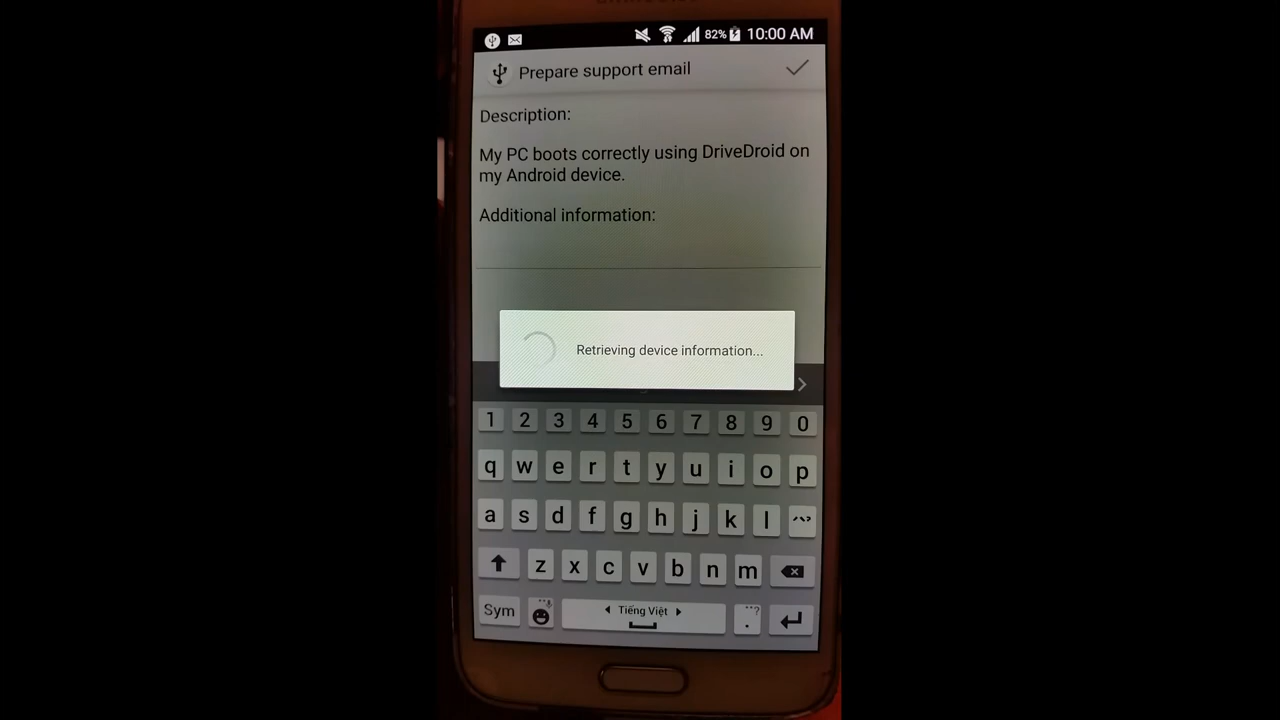 82% 10:00 AM
Prepare support email
Description:
My PC boots correctly using DriveDroid on
my Android device.
Additional information:
Retrieving device information...
1 2 3 4 5 6 7 8 9 0
q w e r t y u i o p
a s d f g h j k l ^^?
z x c v b n m
Sym Tiếng Việt . ?